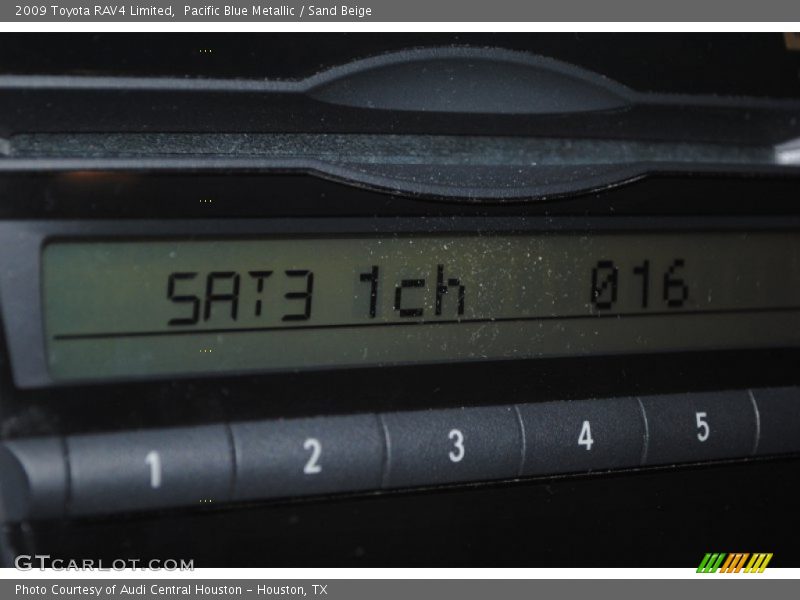 2009 Toyota RAV4 Limited,  Pacific Blue Metallic / Sand Beige
SAT3 1ch 016
1 2 3 4 5
GTCARLOT.COM
Photo Courtesy of Audi Central Houston - Houston, TX